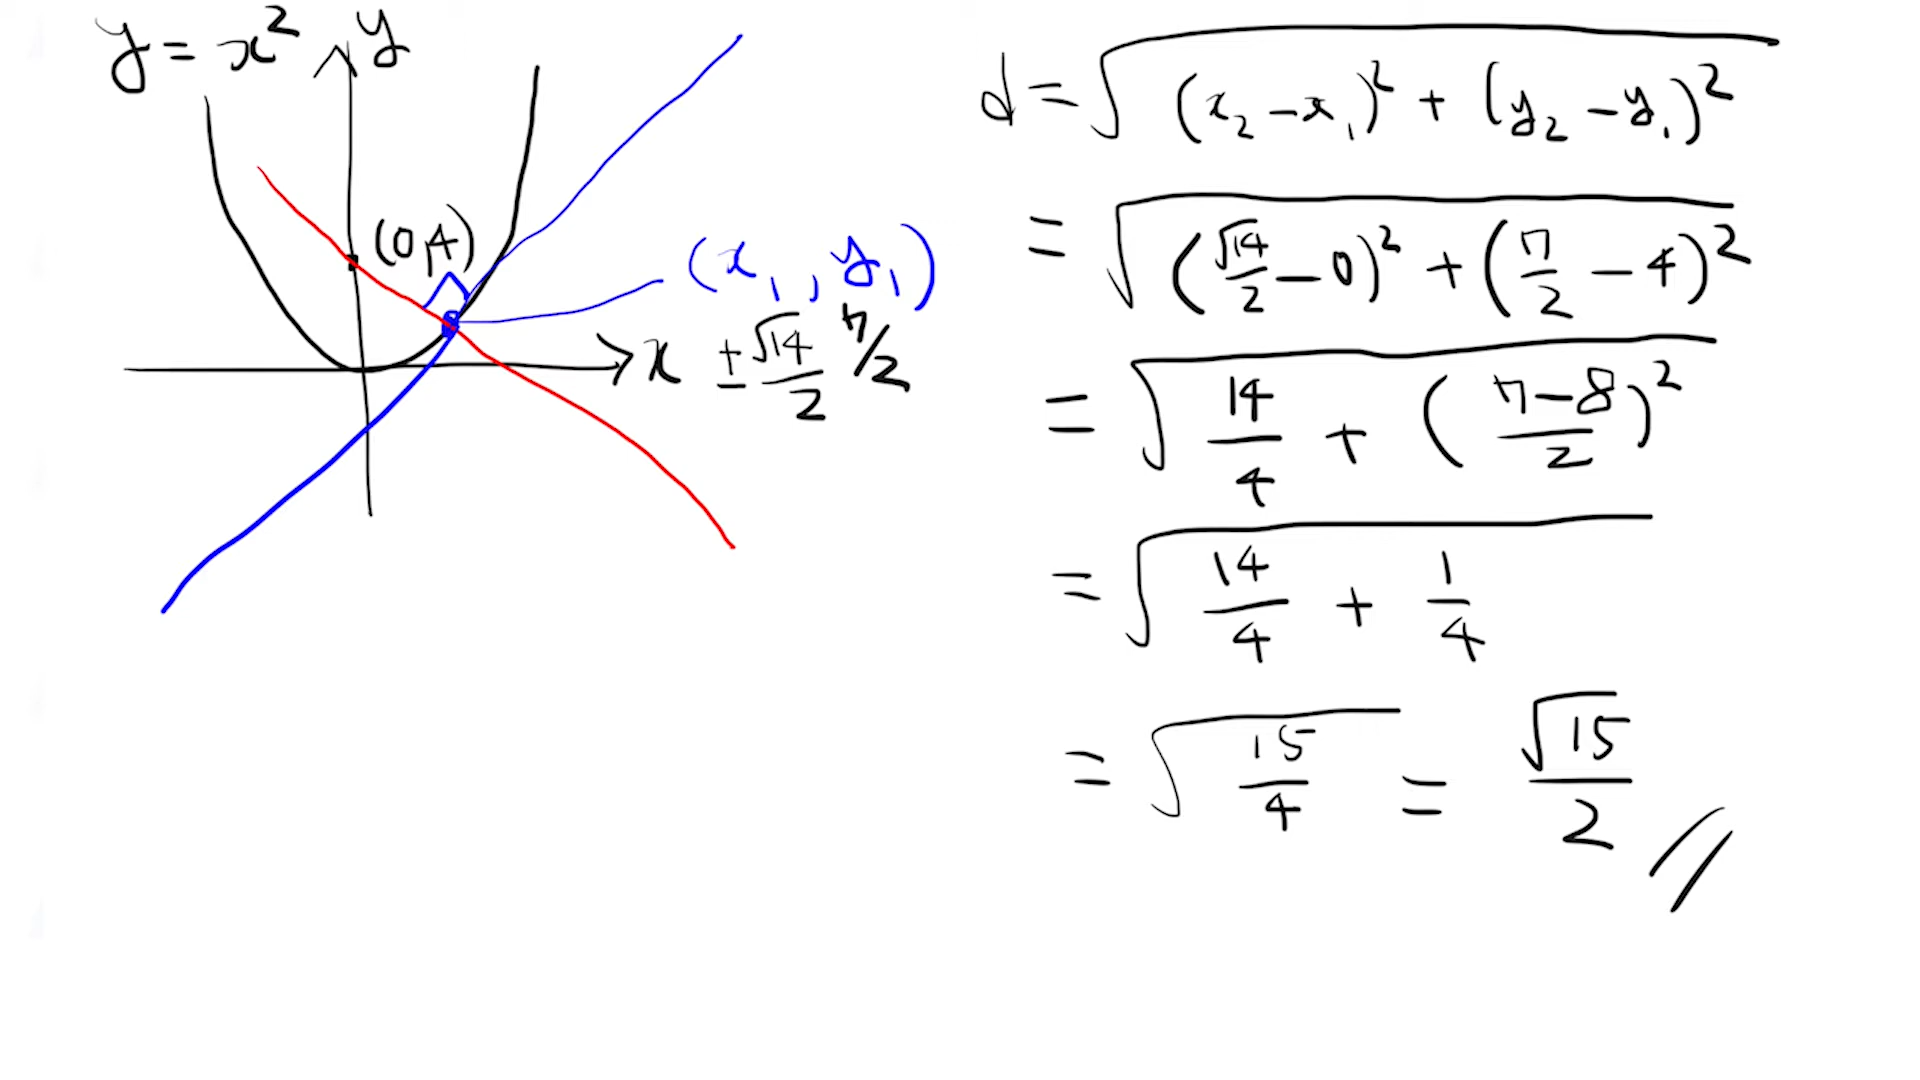 y = x² y
(0,4)
(x₁, y₁)
x ±√14/2 7/2
d = √((x₂ − x₁)² + (y₂ − y₁)²)
= √((√14/2 − 0)² + (7/2 − 4)²)
= √(14/4 + ((7 − 8)/2)²)
= √(14/4 + 1/4)
= √(15/4) = √15/2